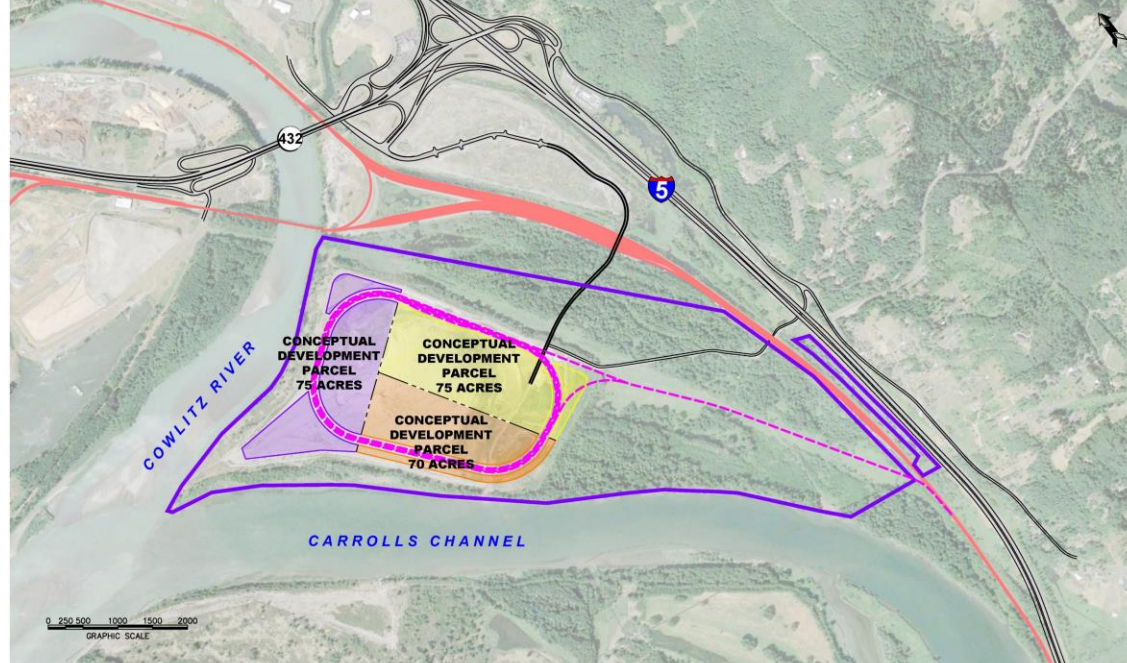 432
5
CONCEPTUAL
DEVELOPMENT
PARCEL
75 ACRES
CONCEPTUAL
DEVELOPMENT
PARCEL
75 ACRES
CONCEPTUAL
DEVELOPMENT
PARCEL
70 ACRES
COWLITZ RIVER
CARROLLS CHANNEL
0 250 500 1000 1500 2000
GRAPHIC SCALE